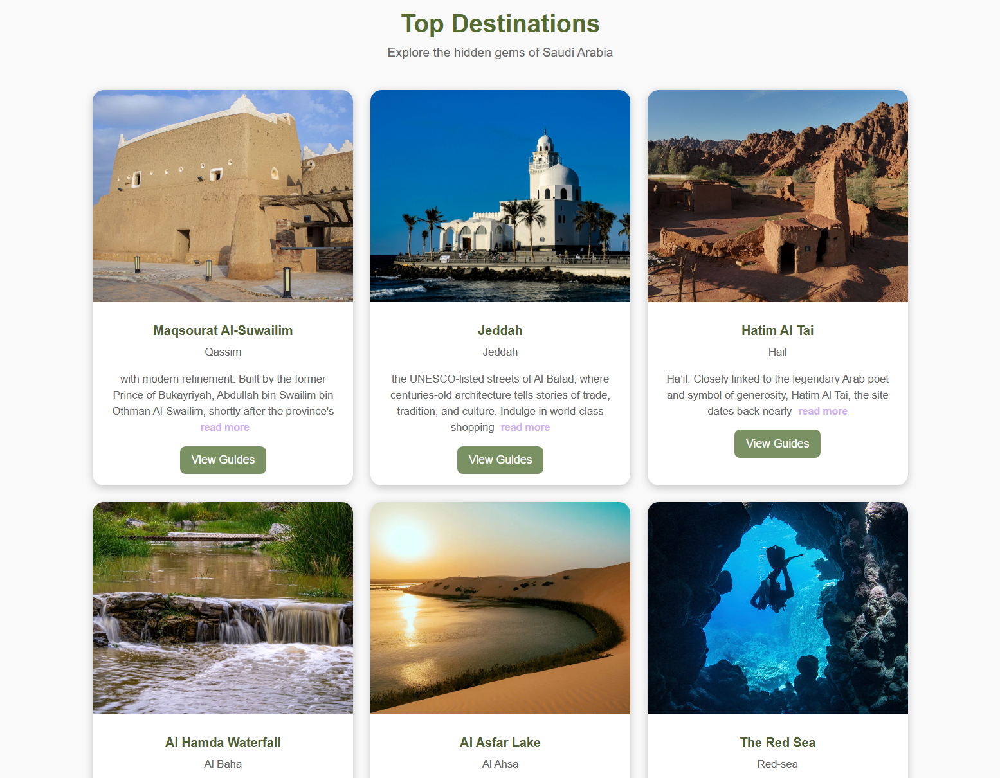 Top Destinations
Explore the hidden gems of Saudi Arabia
Maqsourat Al-Suwailim
Qassim
with modern refinement. Built by the former
Prince of Bukayriyah, Abdullah bin Swailim bin
Othman Al-Swailim, shortly after the province's
read more
View Guides
Jeddah
Jeddah
the UNESCO-listed streets of Al Balad, where
centuries-old architecture tells stories of trade,
tradition, and culture. Indulge in world-class
shopping read more
View Guides
Hatim Al Tai
Hail
Ha’il. Closely linked to the legendary Arab poet
and symbol of generosity, Hatim Al Tai, the site
dates back nearly read more
View Guides
Al Hamda Waterfall
Al Baha
Al Asfar Lake
Al Ahsa
The Red Sea
Red-sea